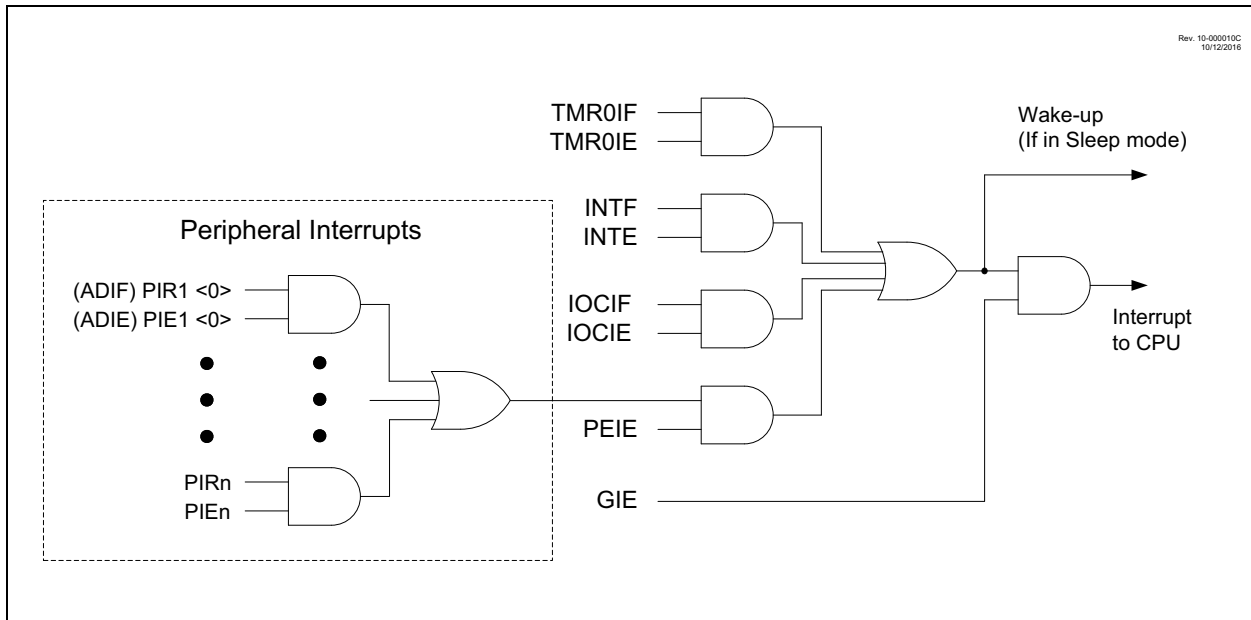 Rev. 10-000010C
10/12/2016
TMR0IF
TMR0IE
Wake-up
(If in Sleep mode)
INTF
INTE
Peripheral Interrupts
(ADIF) PIR1 <0>
(ADIE) PIE1 <0>
IOCIF
IOCIE
Interrupt
to CPU
PEIE
PIRn
PIEn
GIE